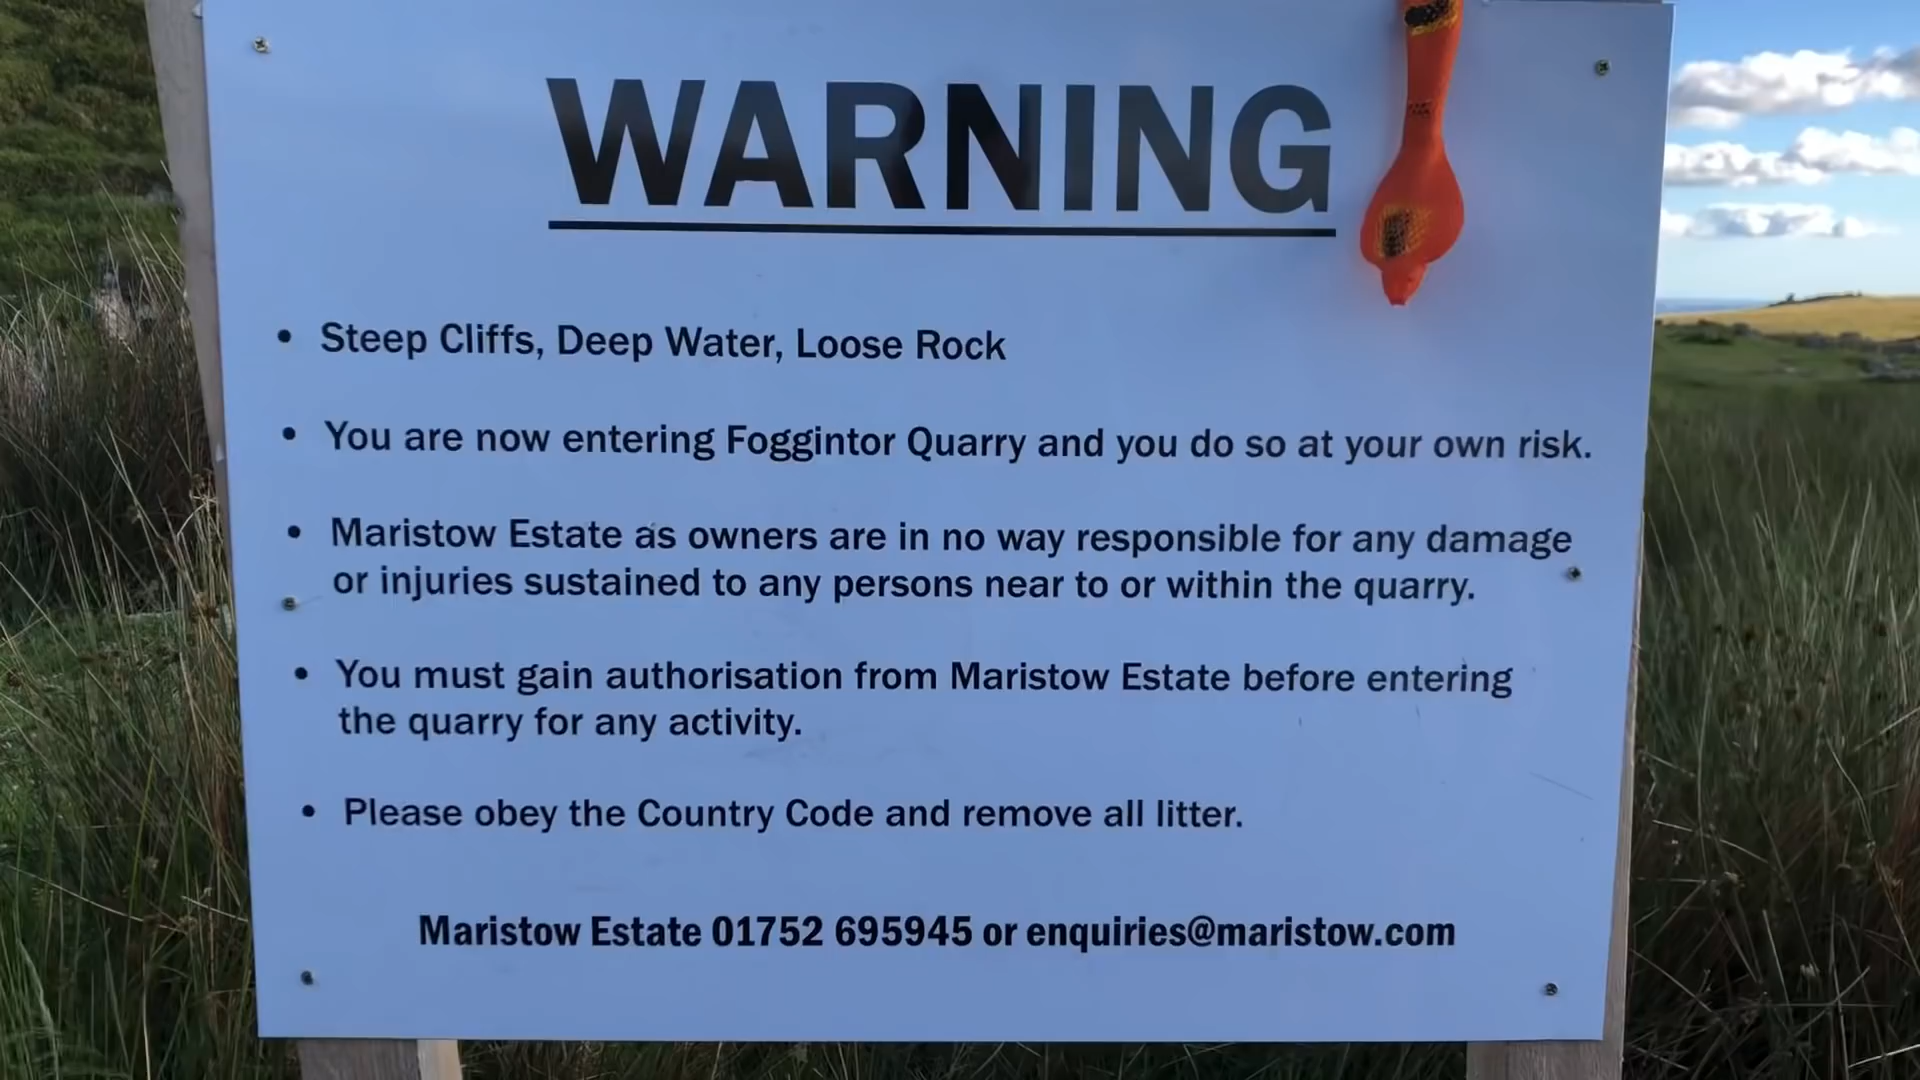 WARNING
• Steep Cliffs, Deep Water, Loose Rock
• You are now entering Foggintor Quarry and you do so at your own risk.
• Maristow Estate as owners are in no way responsible for any damage
or injuries sustained to any persons near to or within the quarry.
• You must gain authorisation from Maristow Estate before entering
the quarry for any activity.
• Please obey the Country Code and remove all litter.
Maristow Estate 01752 695945 or enquiries@maristow.com